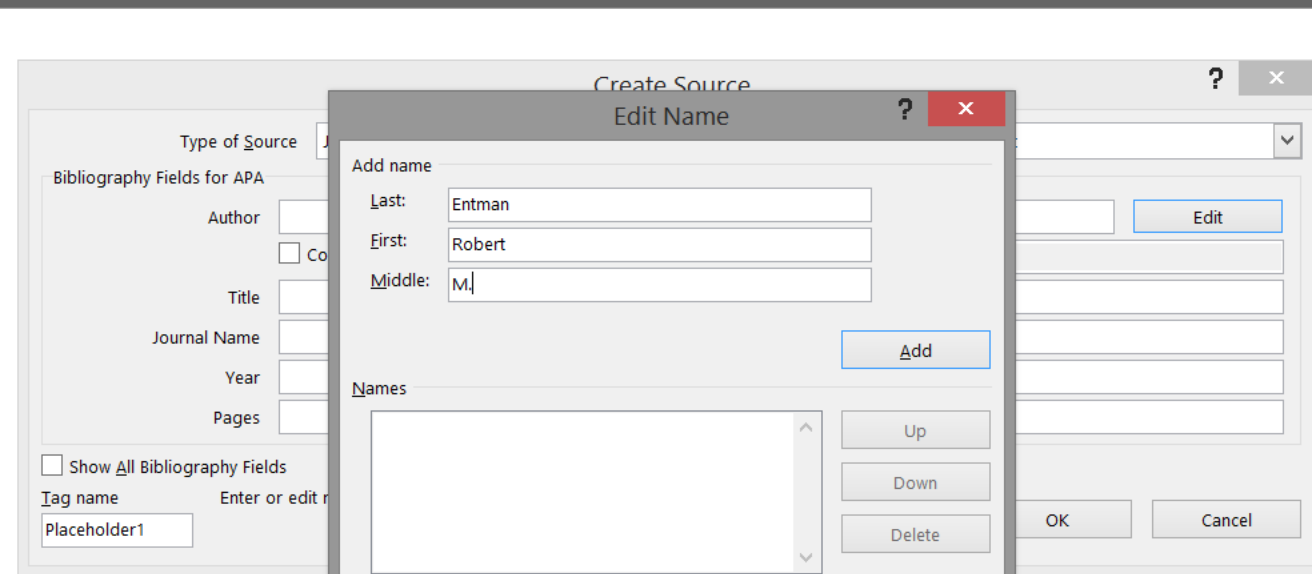 Create Source
Edit Name
Type of Source J
Add name
Bibliography Fields for APA
Last: Entman
Author Edit
First: Robert
Co
Middle: M.
Title
Journal Name
Add
Year
Names
Pages
Up
Show All Bibliography Fields
Down
Tag name Enter or edit
OK Cancel
Placeholder1
Delete